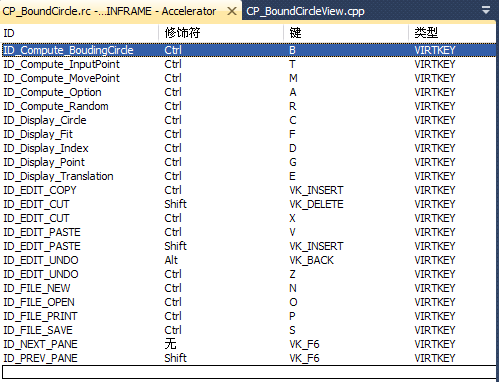 CP_BoundCircle.rc -...INFRAME - Accelerator CP_BoundCircleView.cpp
ID 修饰符 键 类型
ID_Compute_BoudingCircle Ctrl B VIRTKEY
ID_Compute_InputPoint Ctrl T VIRTKEY
ID_Compute_MovePoint Ctrl M VIRTKEY
ID_Compute_Option Ctrl A VIRTKEY
ID_Compute_Random Ctrl R VIRTKEY
ID_Display_Circle Ctrl C VIRTKEY
ID_Display_Fit Ctrl F VIRTKEY
ID_Display_Index Ctrl D VIRTKEY
ID_Display_Point Ctrl G VIRTKEY
ID_Display_Translation Ctrl E VIRTKEY
ID_EDIT_COPY Ctrl VK_INSERT VIRTKEY
ID_EDIT_CUT Shift VK_DELETE VIRTKEY
ID_EDIT_CUT Ctrl X VIRTKEY
ID_EDIT_PASTE Ctrl V VIRTKEY
ID_EDIT_PASTE Shift VK_INSERT VIRTKEY
ID_EDIT_UNDO Alt VK_BACK VIRTKEY
ID_EDIT_UNDO Ctrl Z VIRTKEY
ID_FILE_NEW Ctrl N VIRTKEY
ID_FILE_OPEN Ctrl O VIRTKEY
ID_FILE_PRINT Ctrl P VIRTKEY
ID_FILE_SAVE Ctrl S VIRTKEY
ID_NEXT_PANE 无 VK_F6 VIRTKEY
ID_PREV_PANE Shift VK_F6 VIRTKEY